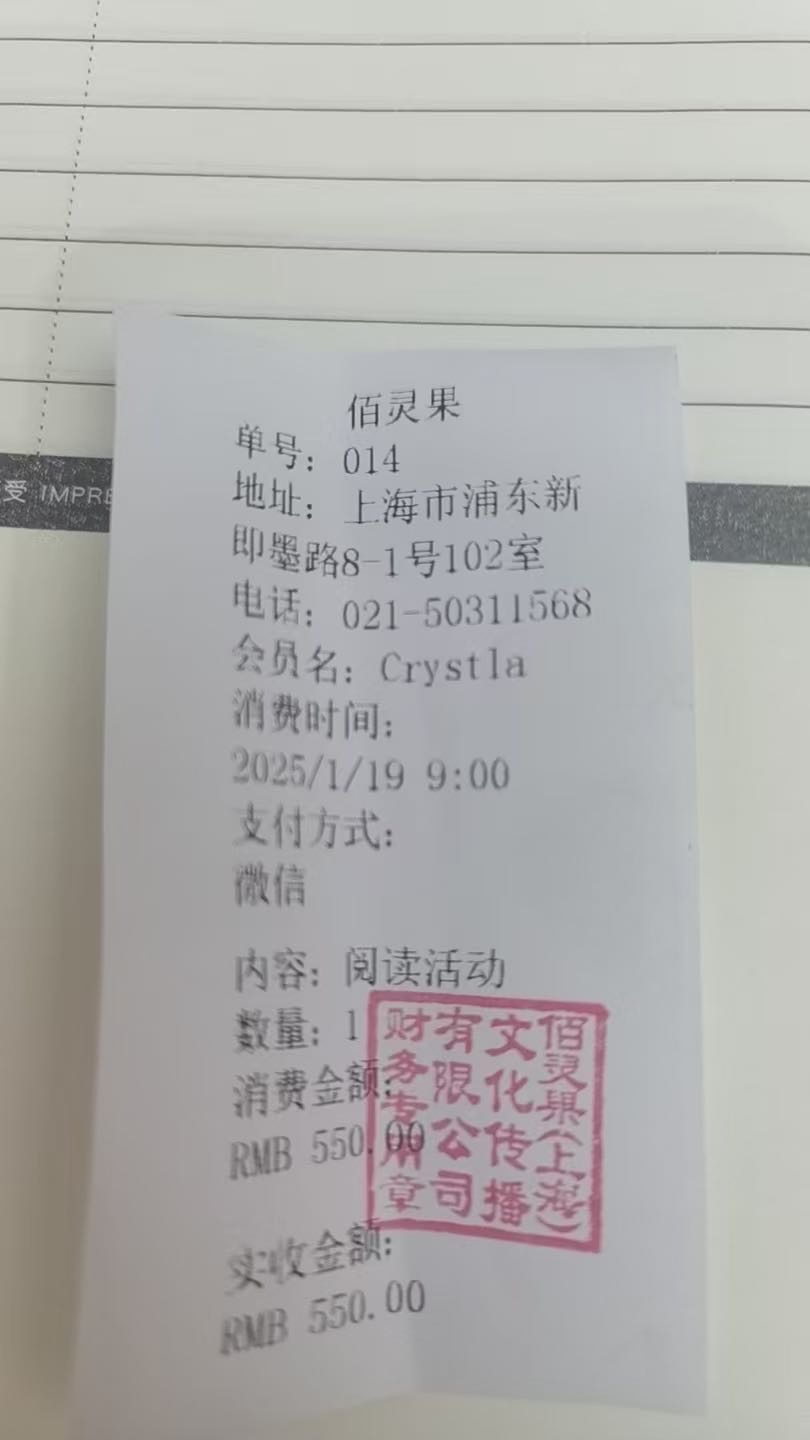 受 IMPRE
佰灵果
单号：014
地址：上海市浦东新
即墨路8-1号102室
电话：021-50311568
会员名：Crystla
消费时间：
2025/1/19 9:00
支付方式：
微信
内容：阅读活动
数量：1
消费金额：
RMB 550.00
实收金额：
RMB 550.00
佰灵果（上海）
文化传播
有限公司
财务专用章